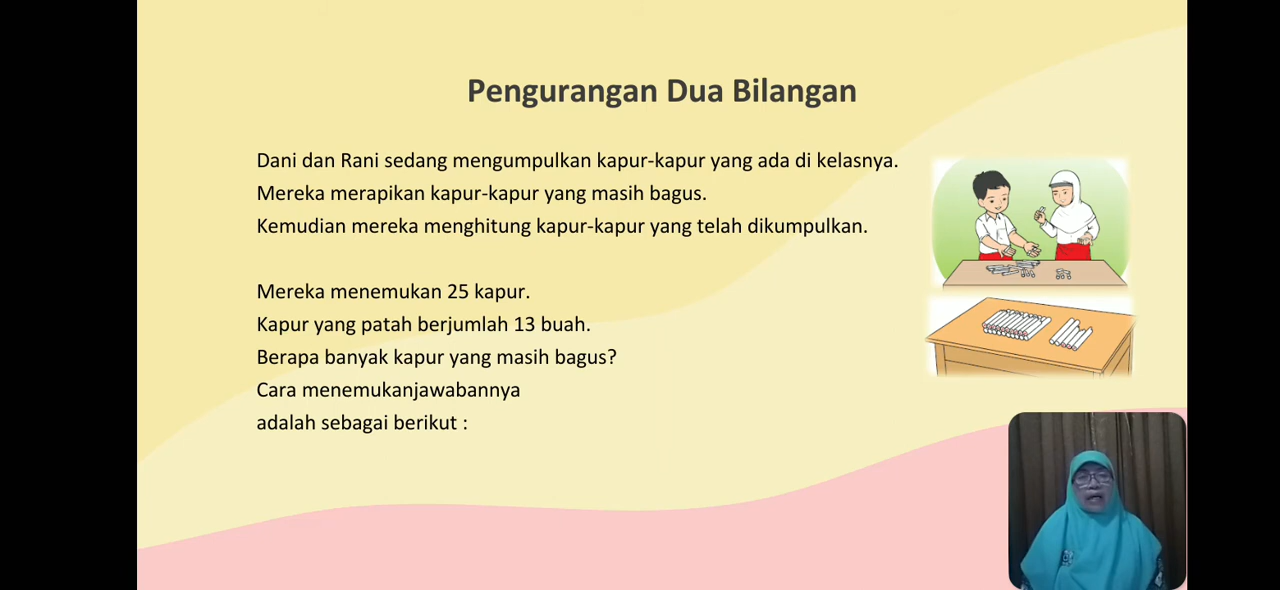 Pengurangan Dua Bilangan
Dani dan Rani sedang mengumpulkan kapur-kapur yang ada di kelasnya.
Mereka merapikan kapur-kapur yang masih bagus.
Kemudian mereka menghitung kapur-kapur yang telah dikumpulkan.
Mereka menemukan 25 kapur.
Kapur yang patah berjumlah 13 buah.
Berapa banyak kapur yang masih bagus?
Cara menemukanjawabannya
adalah sebagai berikut :